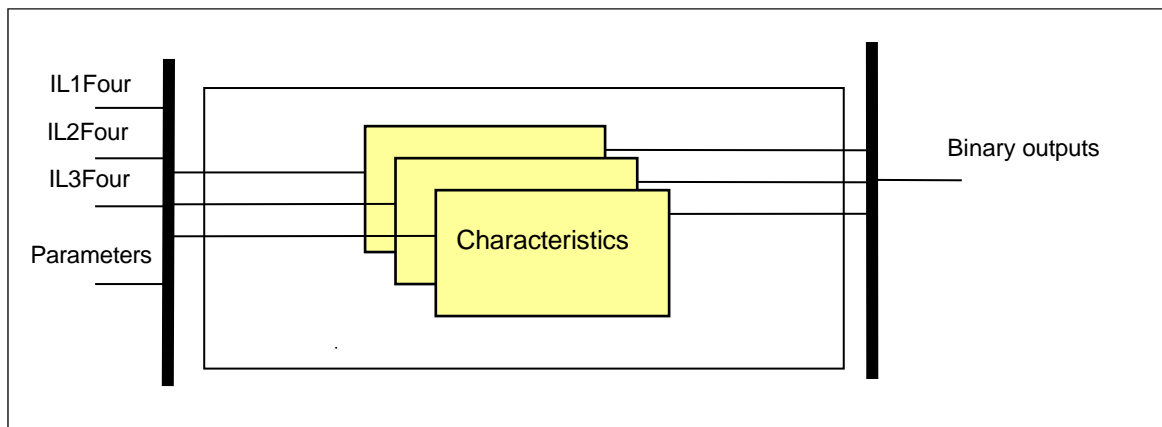 IL1Four
IL2Four
IL3Four
Parameters
Characteristics
Binary outputs